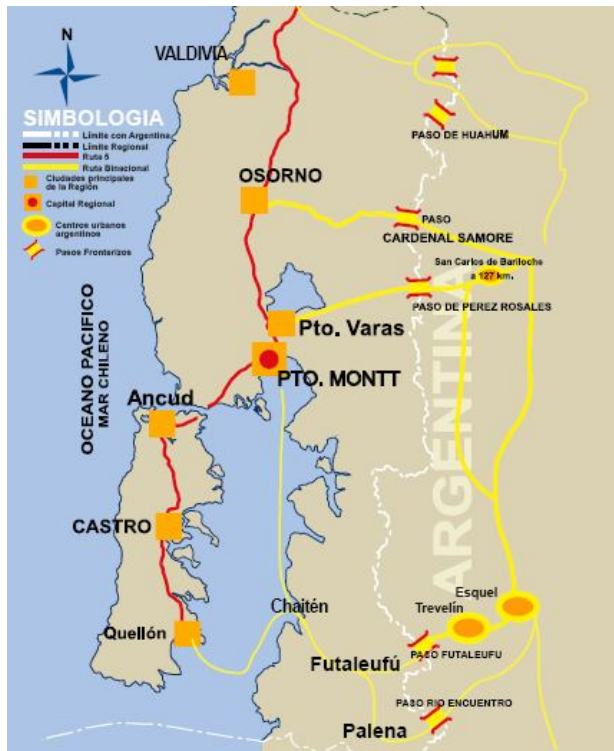 N
VALDIVIA
SIMBOLOGIA
Límite con Argentina
Límite Regional
Ruta 5
Ruta Binacional
Ciudades principales
de la Región
Capital Regional
Centros urbanos
argentinos
Pasos Fronterizos
PASO DE HUAHUM
OSORNO
PASO
CARDENAL SAMORE
San Carlos de Bariloche
a 127 km.
PASO DE PEREZ ROSALES
Pto. Varas
PTO. MONTT
OCEANO PACIFICO
MAR CHILENO
Ancud
ARGENTINA
CASTRO
Chaitén
Esquel
Trevelín
Quellón
PASO FUTALEUFU
Futaleufú
PASO RIO ENCUENTRO
Palena